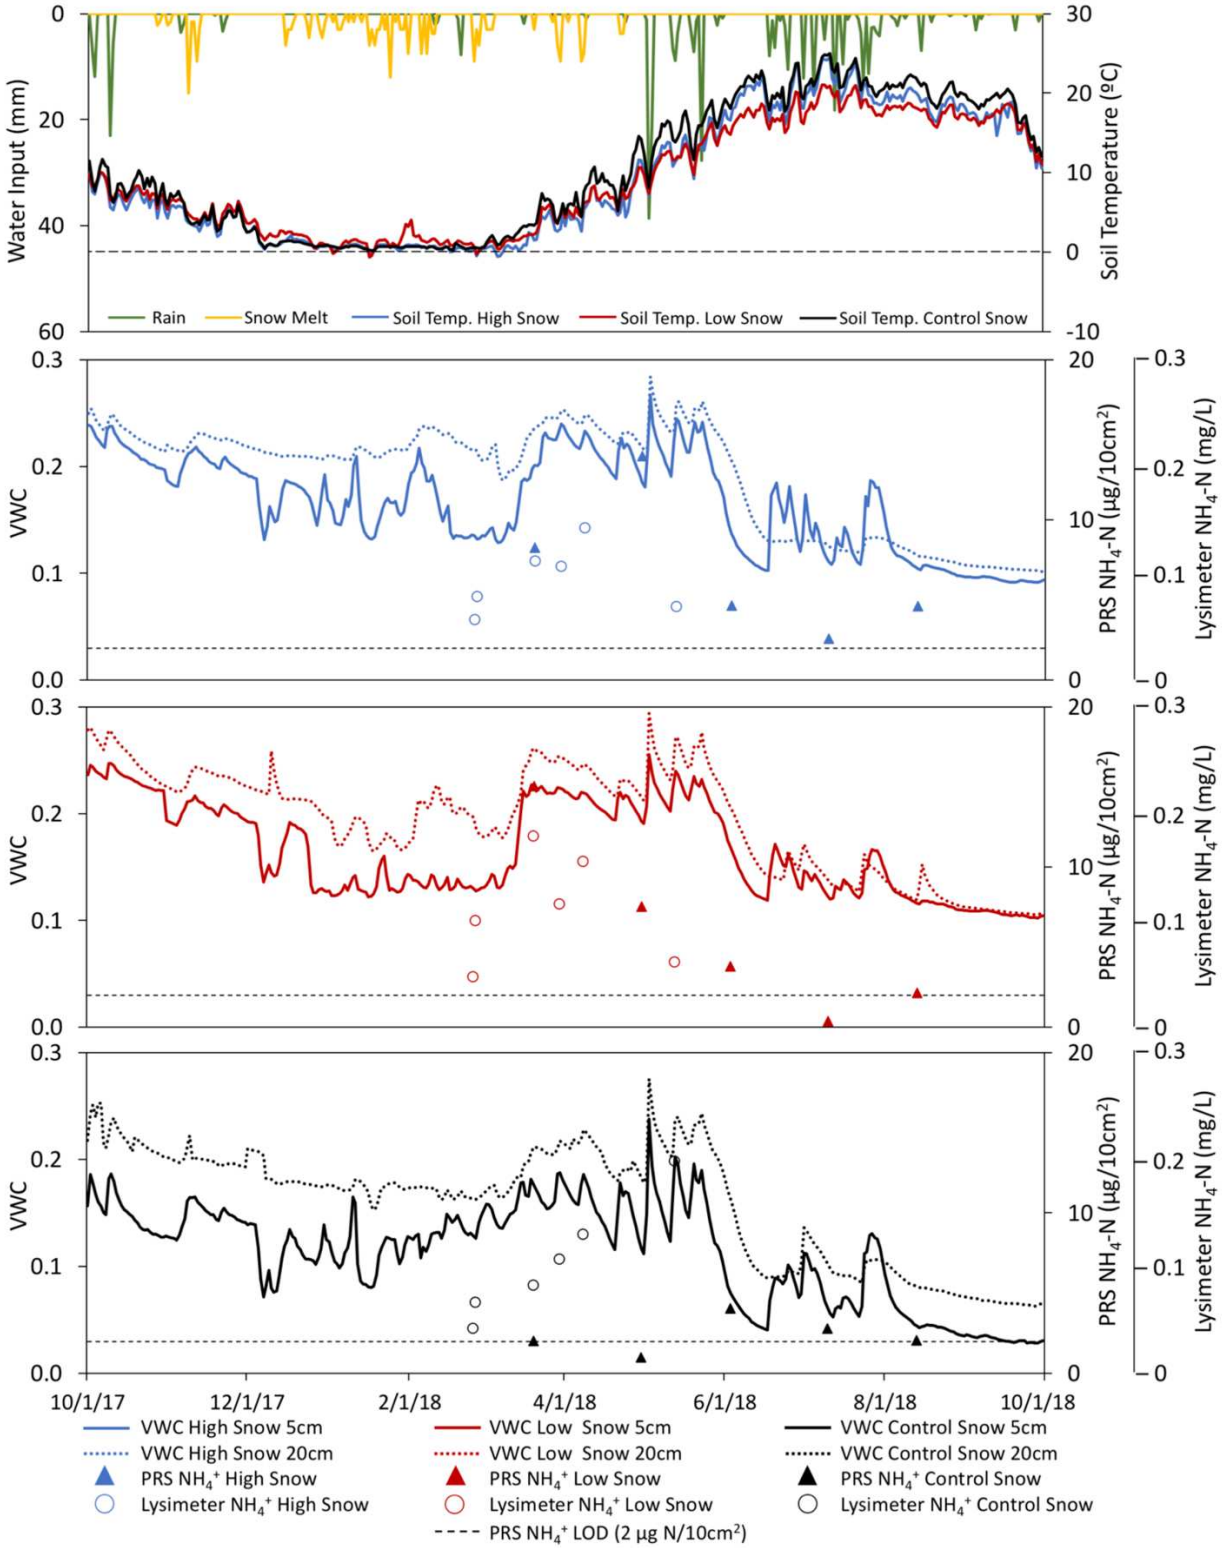 0
20
40
60
Water Input (mm)
30
20
10
0
-10
Soil Temperature (ºC)
Rain Snow Melt Soil Temp. High Snow Soil Temp. Low Snow Soil Temp. Control Snow
0.3
0.2
0.1
0.0
VWC
20
10
0
PRS NH₄-N (µg/10cm²)
0.3
0.2
0.1
0
Lysimeter NH₄-N (mg/L)
0.3
0.2
0.1
0.0
VWC
20
10
0
PRS NH₄-N (µg/10cm²)
0.3
0.2
0.1
0
Lysimeter NH₄-N (mg/L)
0.3
0.2
0.1
0.0
VWC
20
10
0
PRS NH₄-N (µg/10cm²)
0.3
0.2
0.1
0
Lysimeter NH₄-N (mg/L)
10/1/17 12/1/17 2/1/18 4/1/18 6/1/18 8/1/18 10/1/18
VWC High Snow 5cm VWC Low Snow 5cm VWC Control Snow 5cm
VWC High Snow 20cm VWC Low Snow 20cm VWC Control Snow 20cm
PRS NH₄⁺ High Snow PRS NH₄⁺ Low Snow PRS NH₄⁺ Control Snow
Lysimeter NH₄⁺ High Snow Lysimeter NH₄⁺ Low Snow Lysimeter NH₄⁺ Control Snow
PRS NH₄⁺ LOD (2 µg N/10cm²)